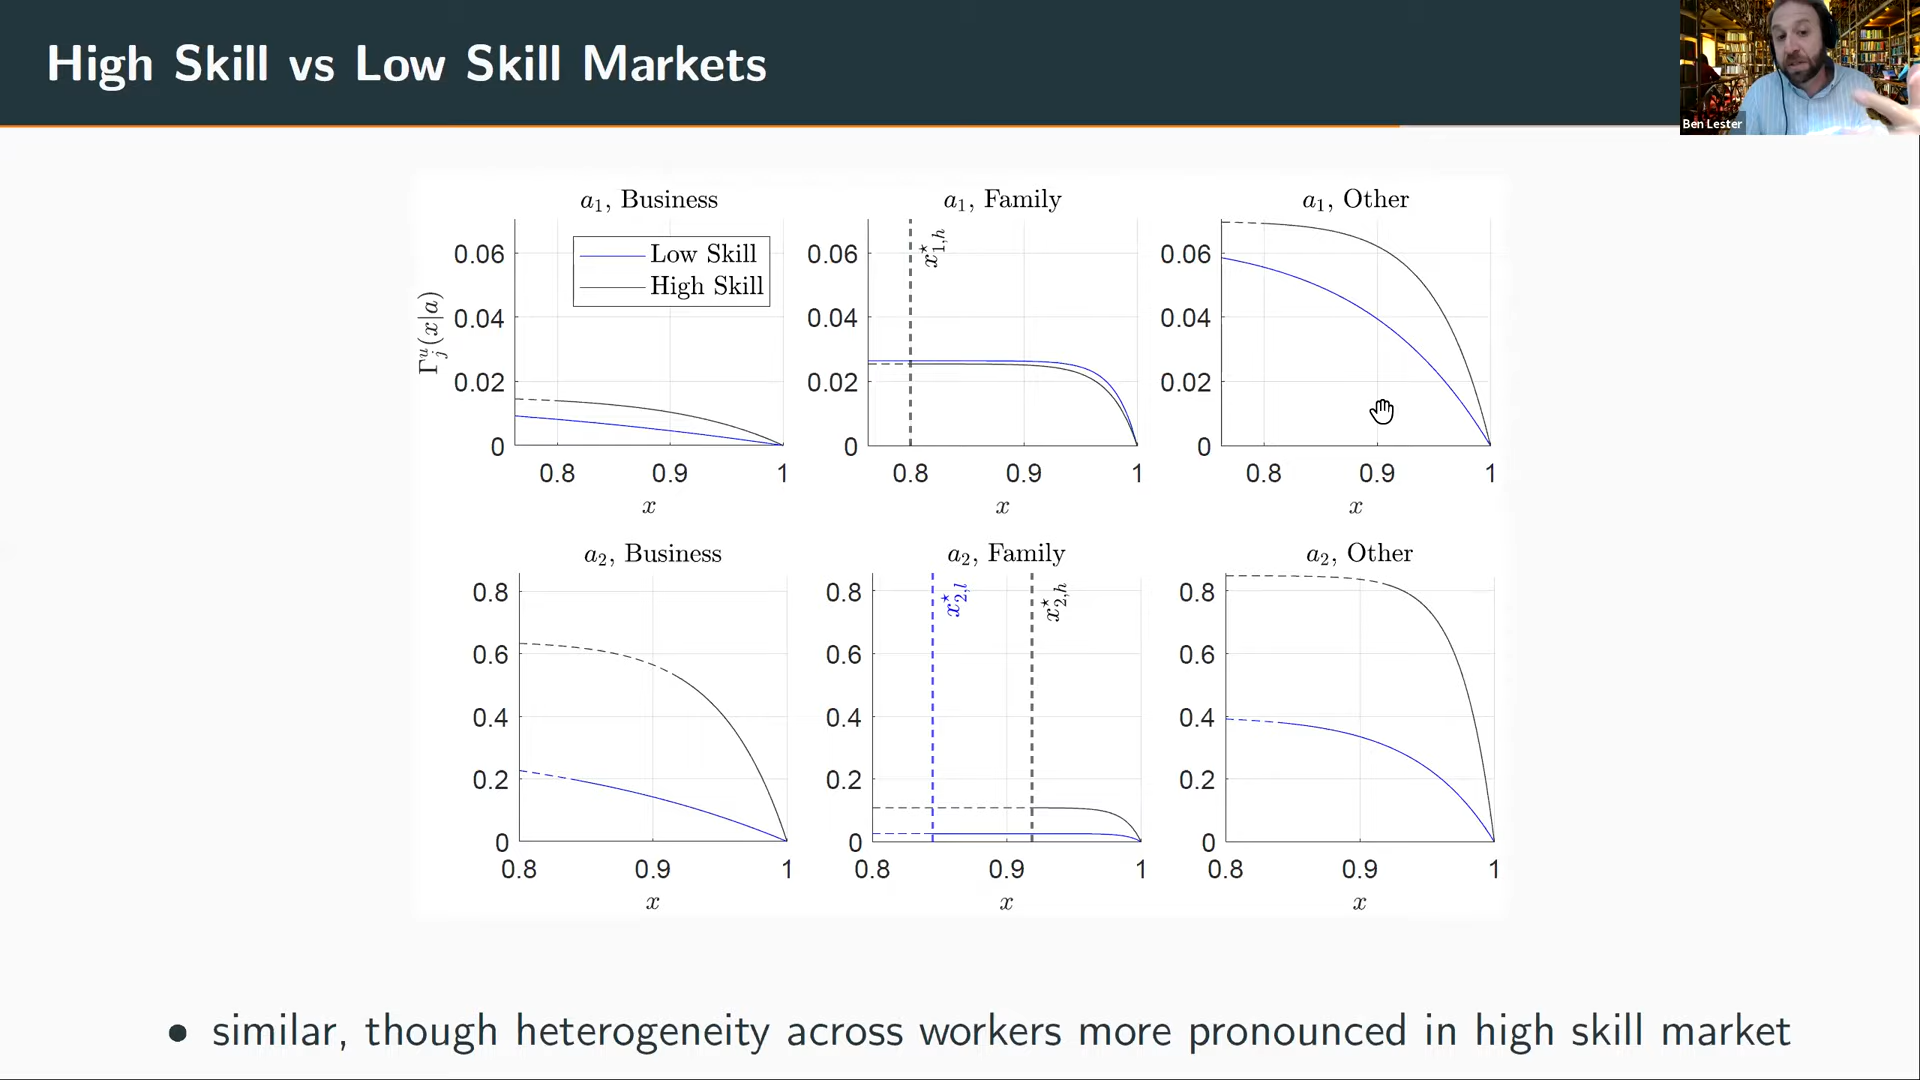 High Skill vs Low Skill Markets
Ben Lester
a₁, Business
a₁, Family
a₁, Other
Low Skill
High Skill
Γᵘⱼ(x|a)
0.06
0.04
0.02
0
0.8 0.9 1
x
x*₁,ₕ
0.06
0.04
0.02
0
0.8 0.9 1
x
0.06
0.04
0.02
0
0.8 0.9 1
x
a₂, Business
a₂, Family
a₂, Other
0.8
0.6
0.4
0.2
0
0.8 0.9 1
x
x*₂,ₗ
x*₂,ₕ
0.8
0.6
0.4
0.2
0
0.8 0.9 1
x
0.8
0.6
0.4
0.2
0
0.8 0.9 1
x
• similar, though heterogeneity across workers more pronounced in high skill market